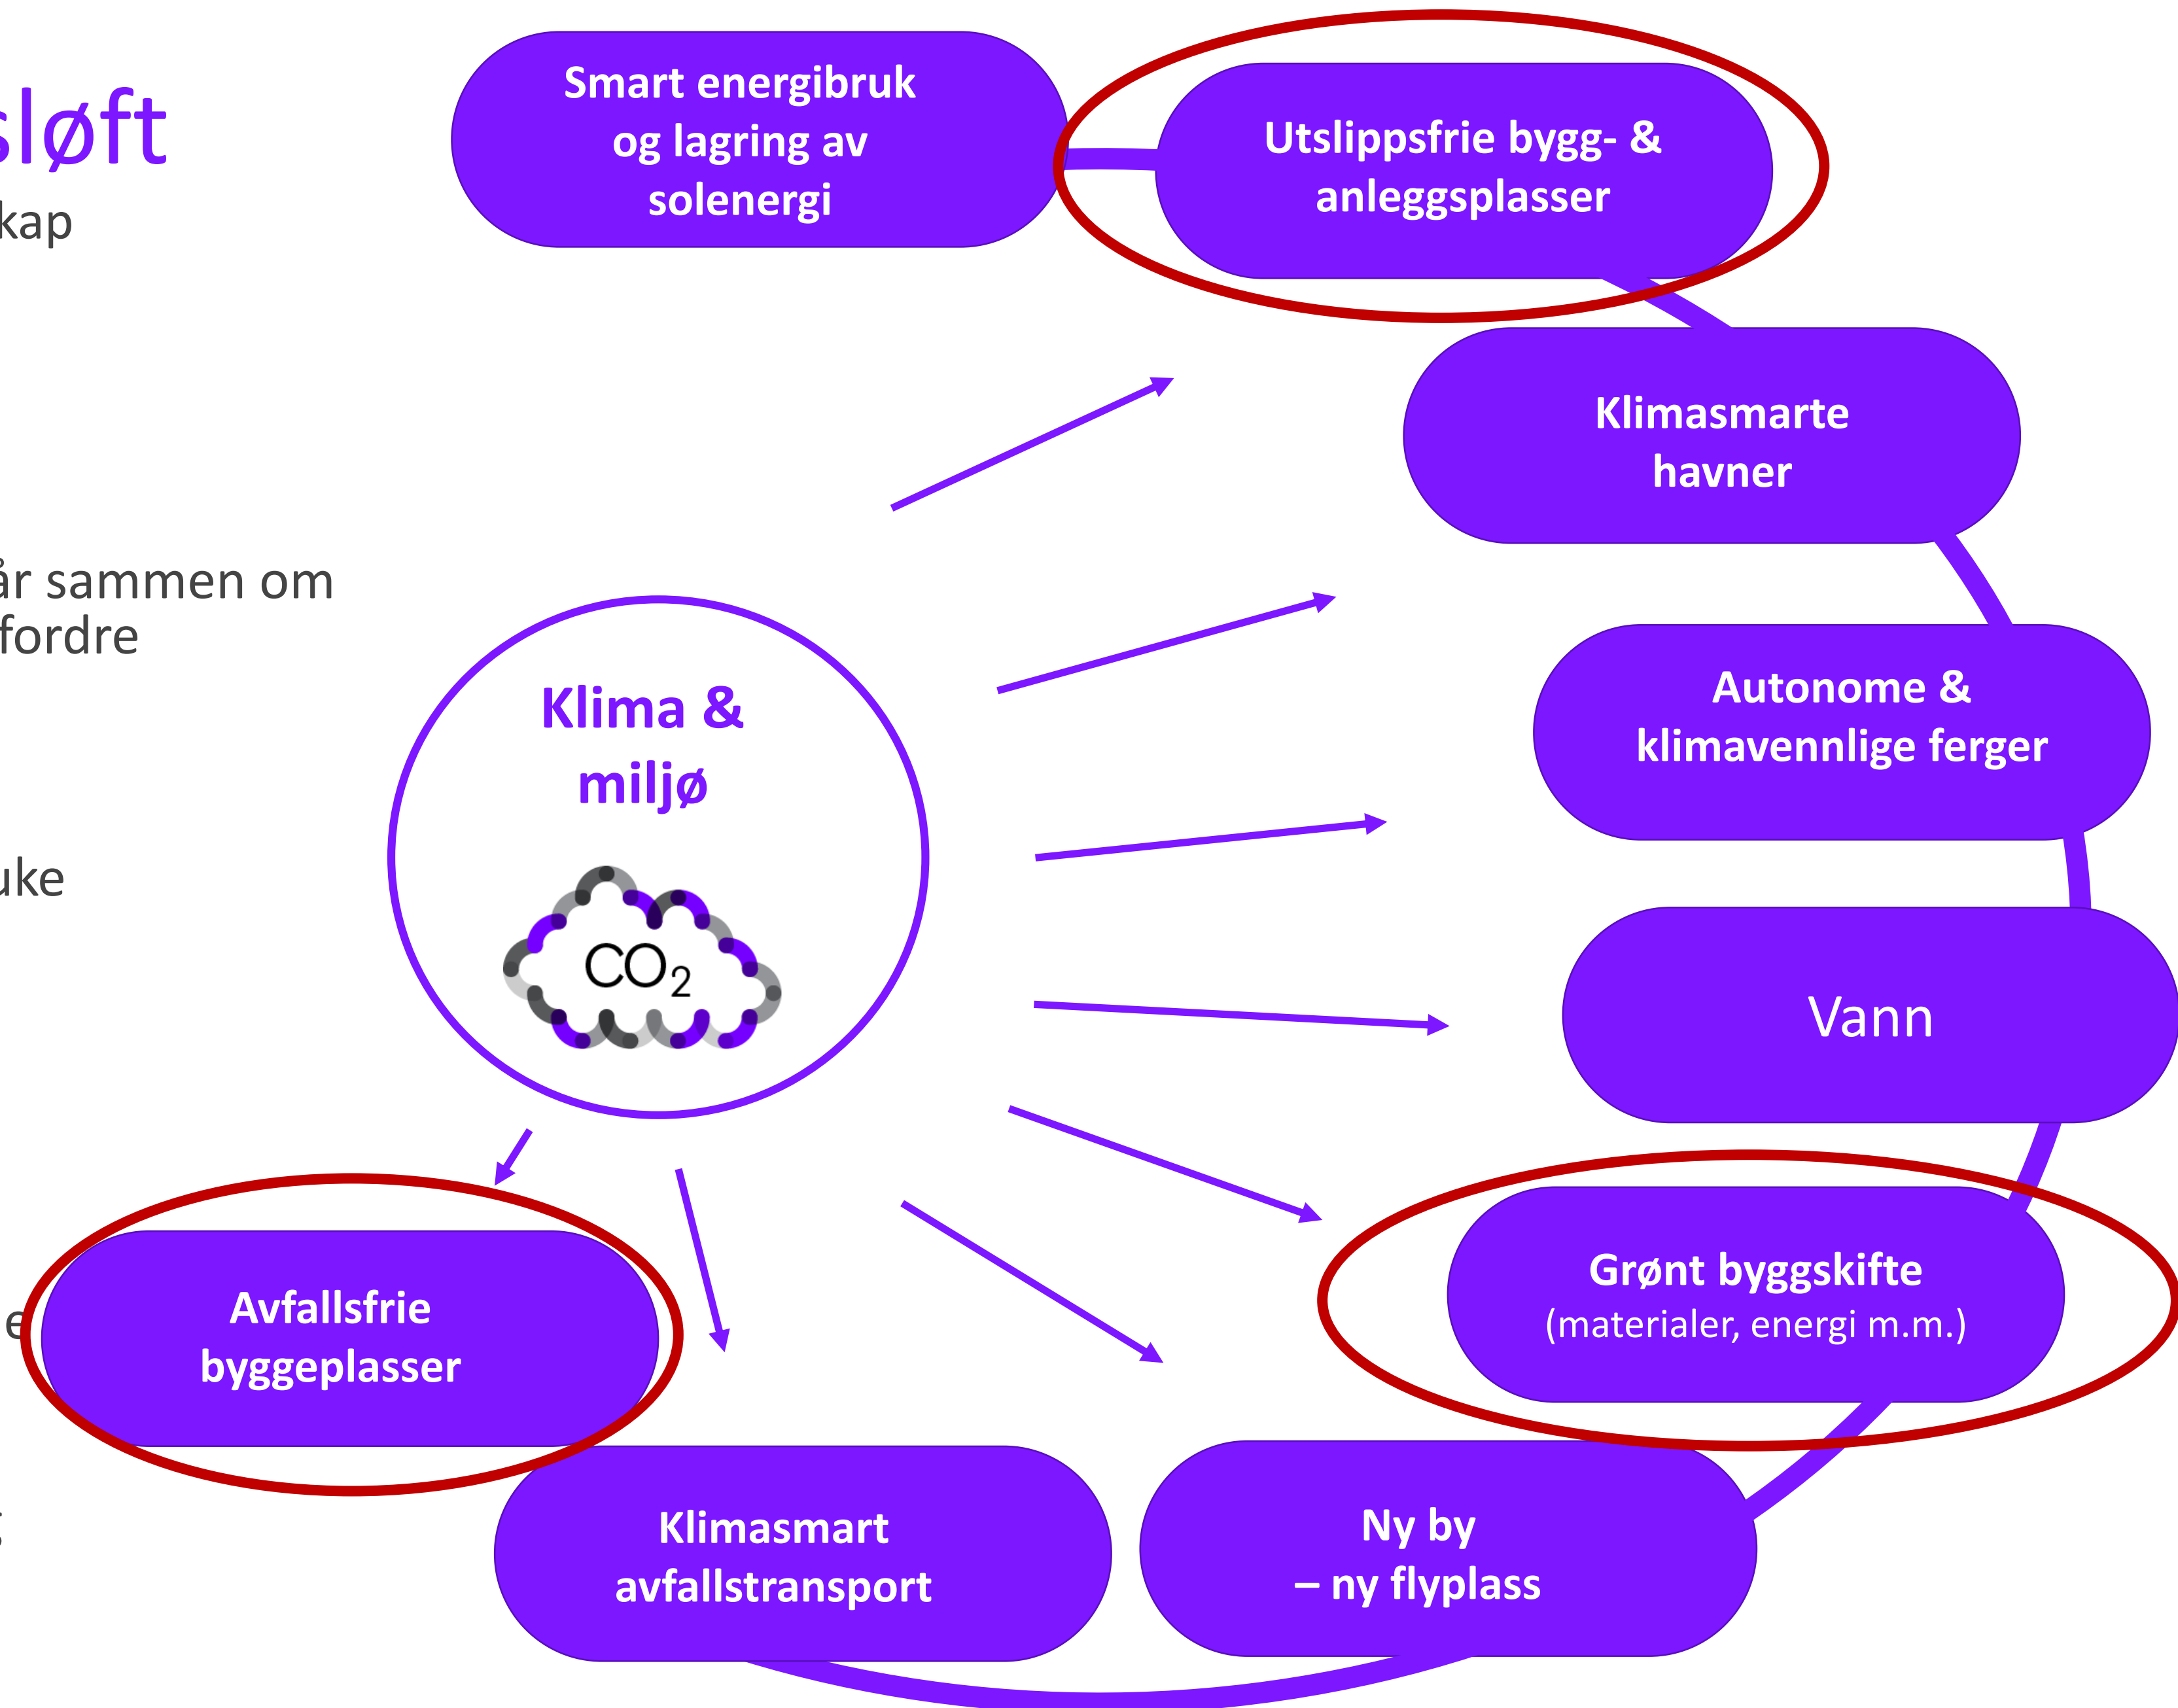 sløft
kap
år sammen om
fordre
uke
e
Smart energibruk
og lagring av
solenergi
Utslippsfrie bygg- &
anleggsplasser
Klimasmarte
havner
Autonome &
klimavennlige ferger
Vann
Grønt byggskifte
(materialer, energi m.m.)
Ny by
– ny flyplass
Klimasmart
avfallstransport
Avfallsfrie
byggeplasser
Klima &
miljø
CO2